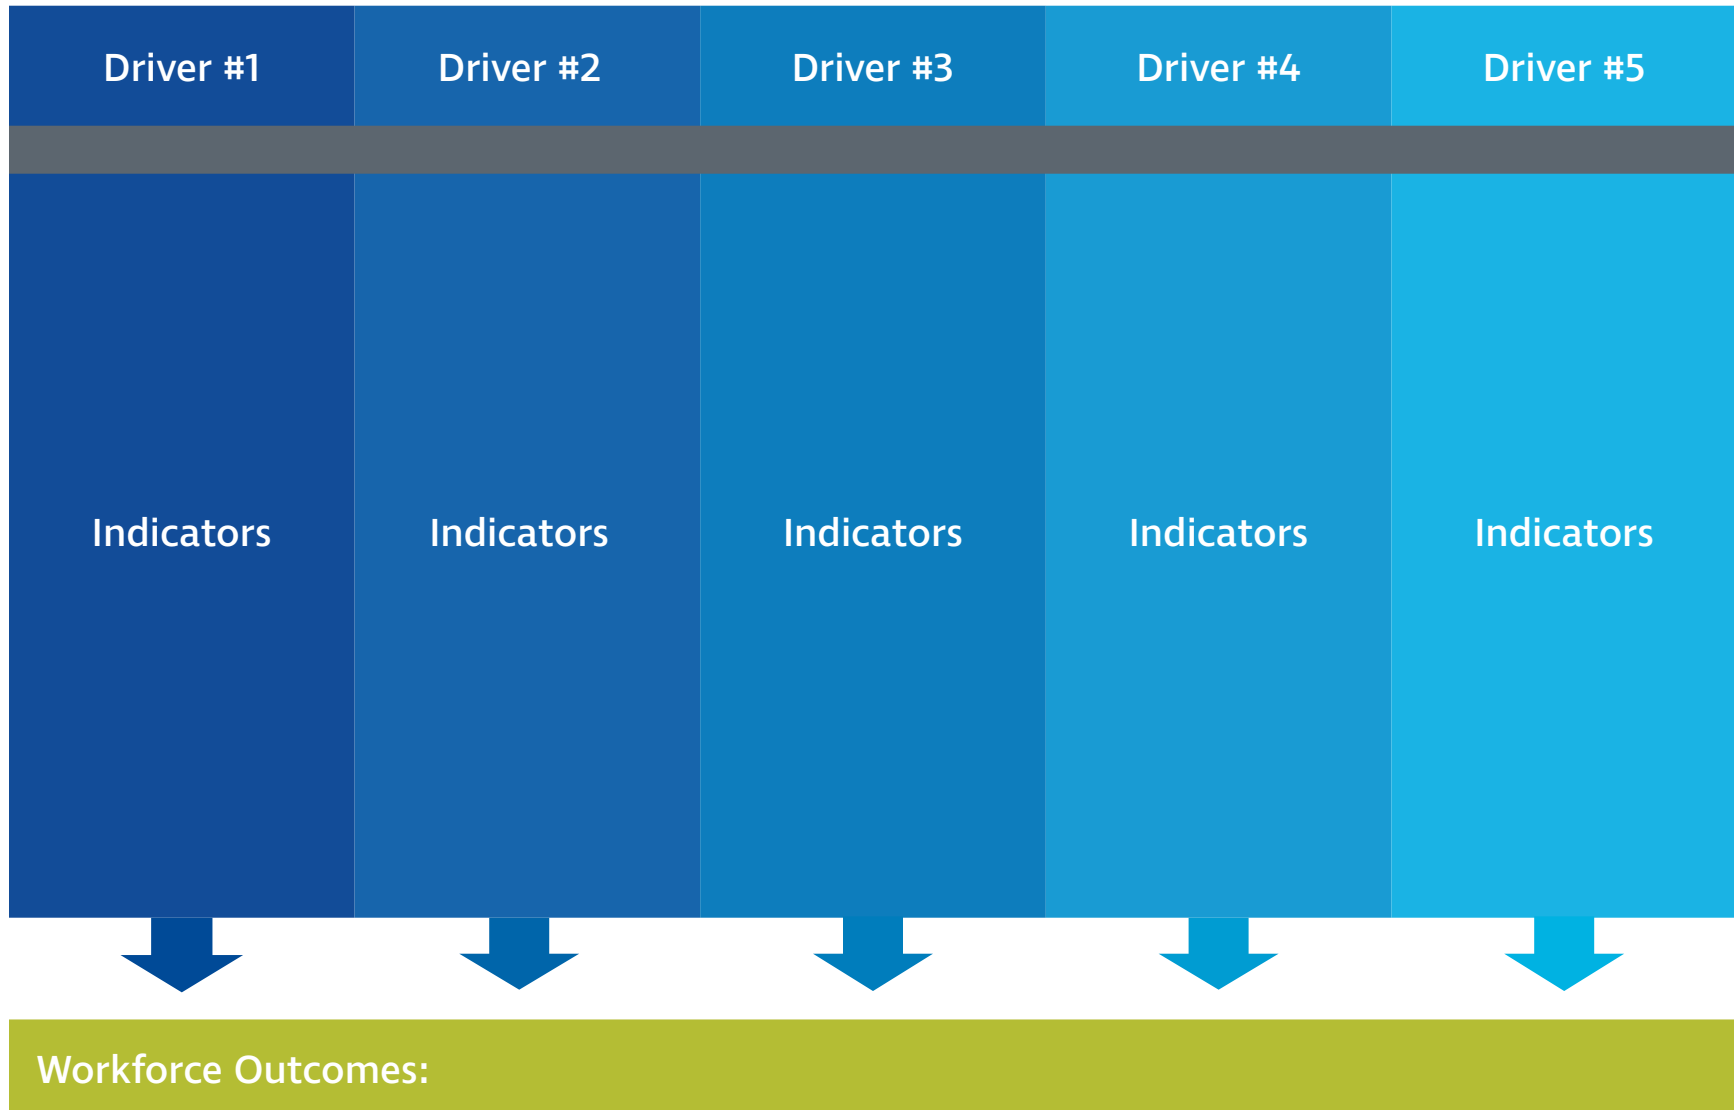 Driver #1
Driver #2
Driver #3
Driver #4
Driver #5
Indicators
Indicators
Indicators
Indicators
Indicators
Workforce Outcomes: